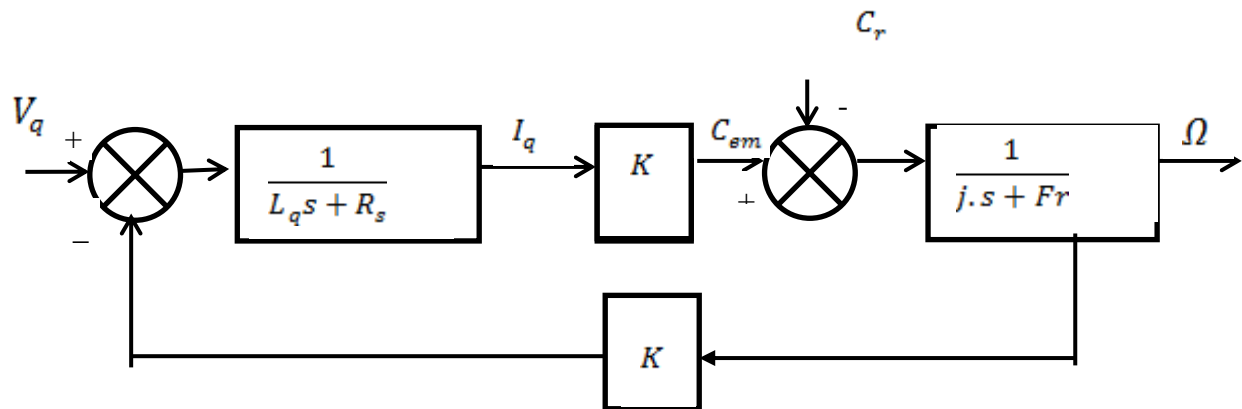 C_r
V_q
+
−
1
L_q s + R_s
I_q
K
C_em
+
-
1
j.s + Fr
Ω
K